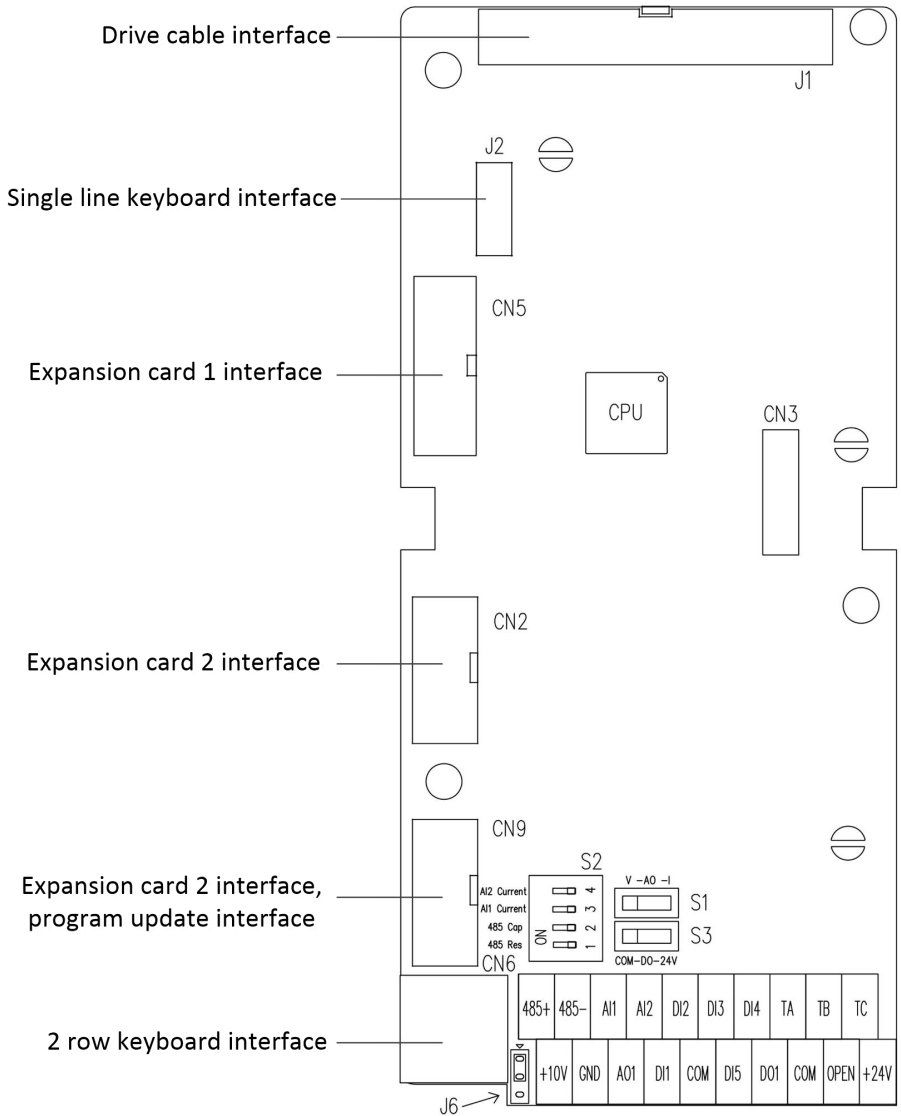 Drive cable interface
J1
J2
Single line keyboard interface
CN5
Expansion card 1 interface
CPU
CN3
CN2
Expansion card 2 interface
CN9
S2
Expansion card 2 interface,
program update interface
AI2 Current
AI1 Current
485 Cap
485 Res
ON
4
3
2
1
V -AO -I
S1
S3
COM-DO-24V
CN6
2 row keyboard interface
485+ 485- AI1 AI2 DI2 DI3 DI4 TA TB TC
+10V GND AO1 DI1 COM DI5 DO1 COM OPEN +24V
J6